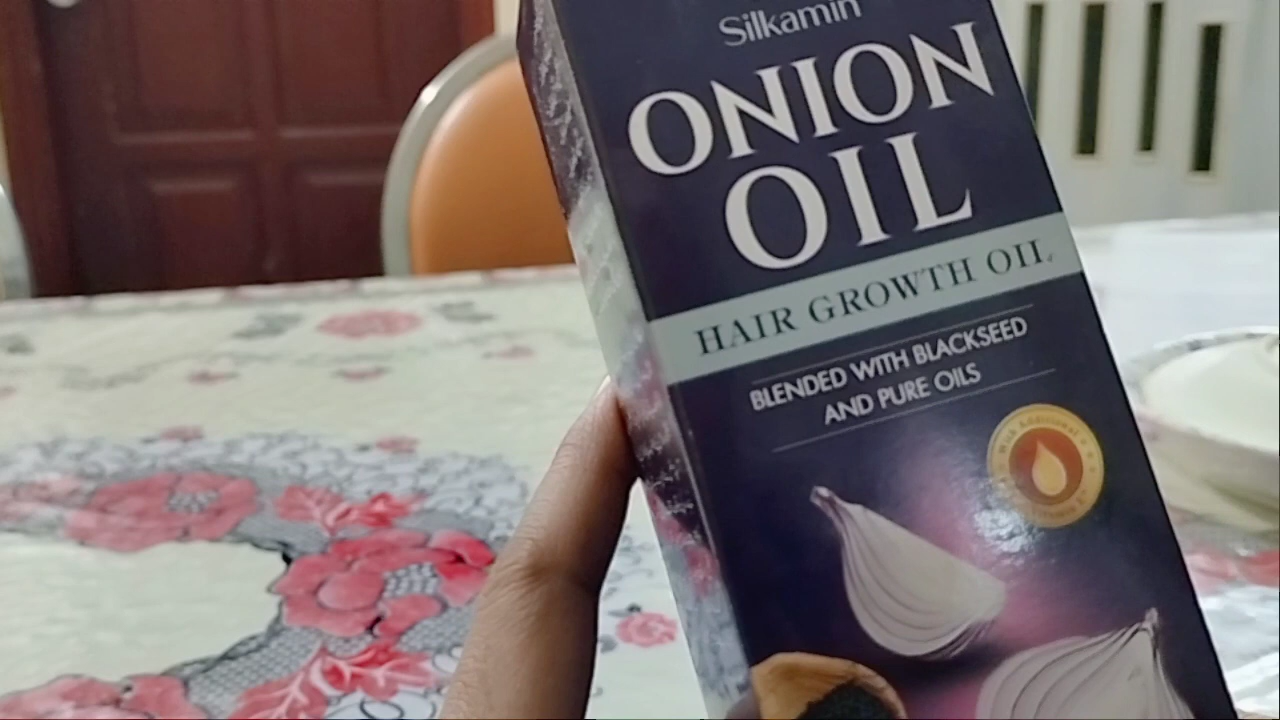 Silkamin
ONION
OIL
HAIR GROWTH OIL
BLENDED WITH BLACKSEED
AND PURE OILS